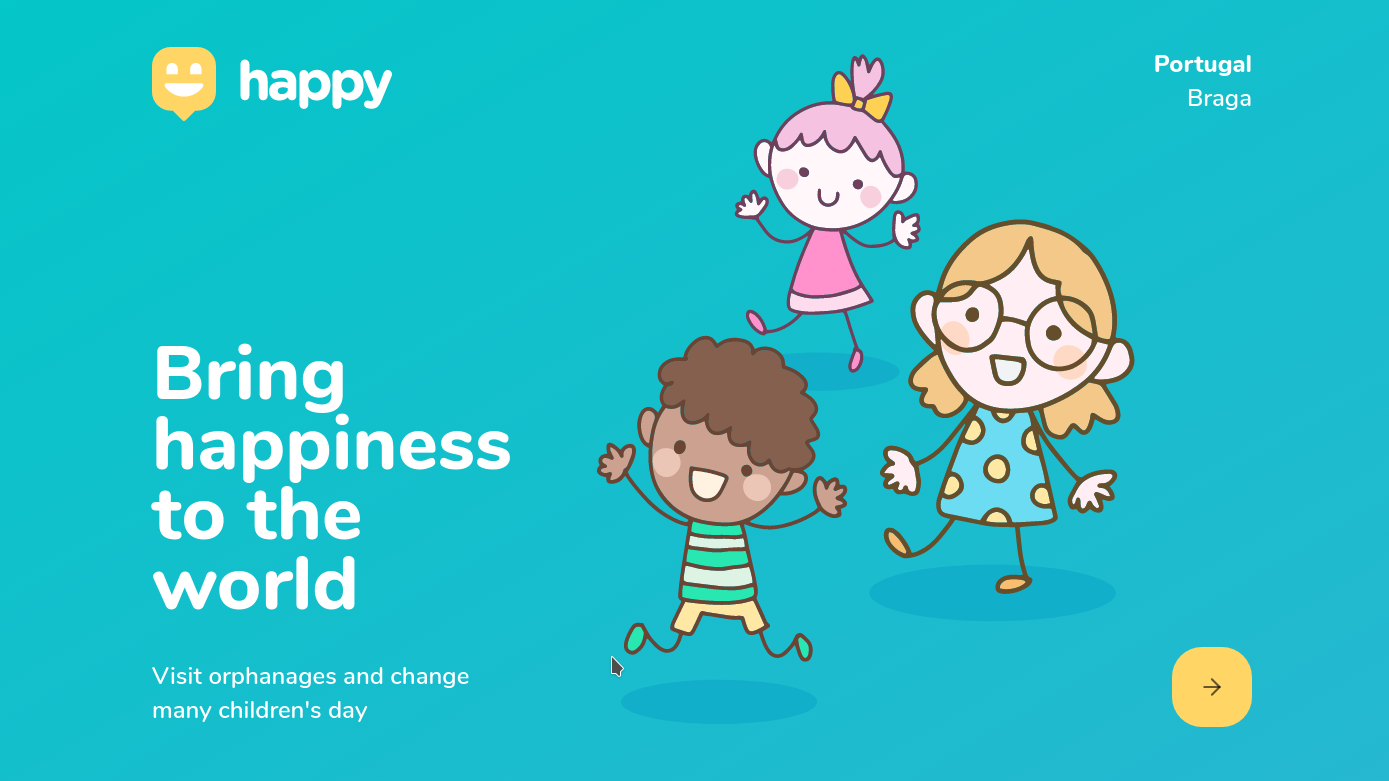 happy
Portugal
Braga
Bring
happiness
to the
world
Visit orphanages and change
many children's day